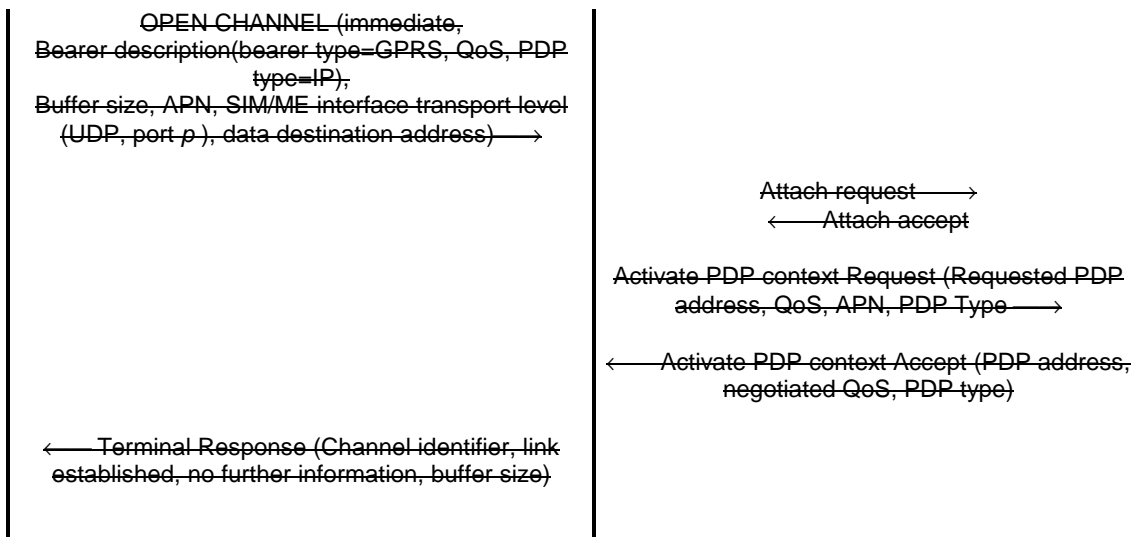 OPEN CHANNEL (immediate,
Bearer description(bearer type=GPRS, QoS, PDP
type=IP),
Buffer size, APN, SIM/ME interface transport level
(UDP, port p ), data destination address)⟶
Attach request⟶
⟵Attach accept
Activate PDP context Request (Requested PDP
address, QoS, APN, PDP Type ⟶
⟵Activate PDP context Accept (PDP address,
negotiated QoS, PDP type)
⟵ Terminal Response (Channel identifier, link
established, no further information, buffer size)